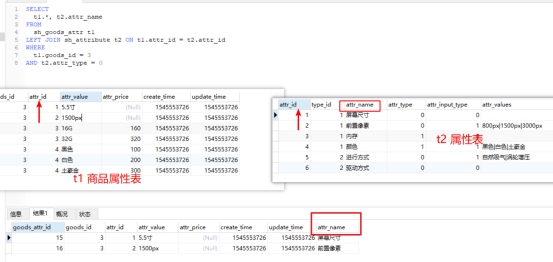 SELECT
t1.*, t2.attr_name
FROM
sh_goods_attr t1
LEFT JOIN sh_attribute t2 ON t1.attr_id = t2.attr_id
WHERE
t1.goods_id = 3
AND t2.attr_type = 0
ds_id attr_id attr_value attr_price create_time update_time
3 1 5.5寸 (Null) 1545553726 1545553726
3 2 1500px (Null) 1545553726 1545553726
3 3 16G 160 1545553726 1545553726
3 3 32G 320 1545553726 1545553726
3 4 黑色 100 1545553726 1545553726
3 4 白色 200 1545553726 1545553726
3 4 土豪金 300 1545553726 1545553726
t1 商品属性表
attr_id type_id attr_name attr_type attr_input_type attr_values
1 1 屏幕尺寸 0 0
2 1 前置像素 0 1 800px|1500px|3000px
3 1 内存 1
4 1 颜色 1 1 黑色|白色|土豪金
5 2 进行方式 0 1 自然吸气|涡轮增压
6 2 驱动方式 0 0
t2 属性表
信息 结果1 概况 状态
goods_attr_id goods_id attr_id attr_value attr_price create_time update_time attr_name
15 3 1 5.5寸 (Null) 1545553726 1545553726 屏幕尺寸
16 3 2 1500px (Null) 1545553726 1545553726 前置像素